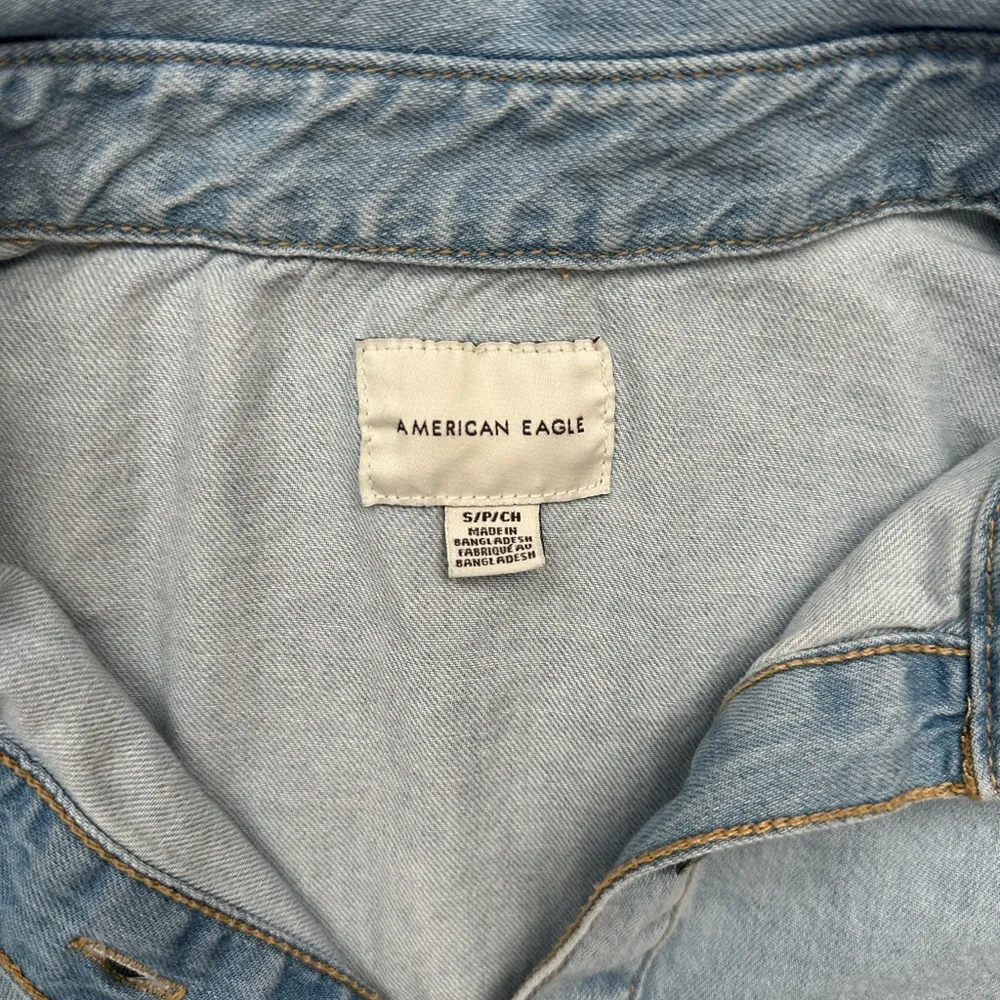 AMERICAN EAGLE
S/P/CH
MADE IN
BANGLADESH
FABRIQUÉ AU
BANGLADESH